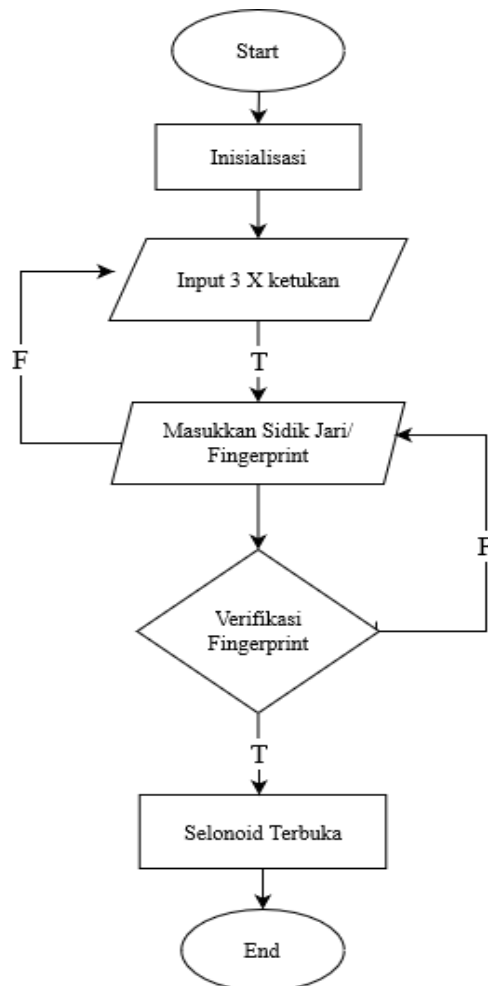 Start
Inisialisasi
Input 3 X ketukan
F
T
Masukkan Sidik Jari/
Fingerprint
F
Verifikasi
Fingerprint
T
Selonoid Terbuka
End